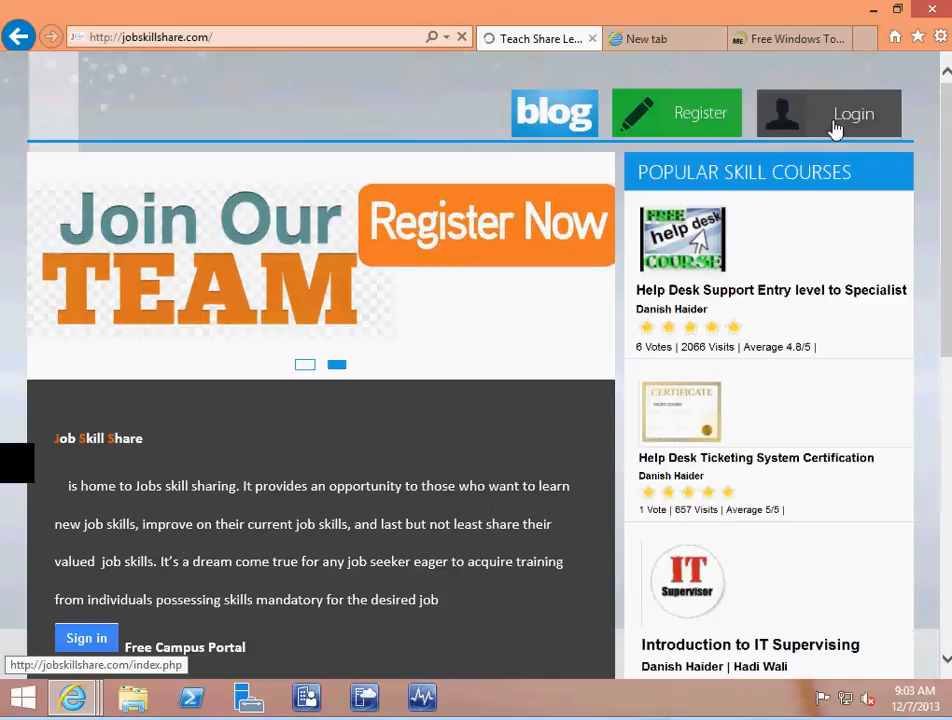 http://jobskillshare.com/
Teach Share Le...
New tab
Free Windows To...
blog
Register
Login
Join Our
TEAM
Register Now
POPULAR SKILL COURSES
FREE
help desk
COURSE
Help Desk Support Entry level to Specialist
Danish Haider
6 Votes | 2066 Visits | Average 4.8/5 |
CERTIFICATE
Help Desk Ticketing System Certification
Danish Haider
1 Vote | 657 Visits | Average 5/5 |
IT
Supervisor
Introduction to IT Supervising
Danish Haider | Hadi Wali
Job Skill Share
is home to Jobs skill sharing. It provides an opportunity to those who want to learn
new job skills, improve on their current job skills, and last but not least share their
valued job skills. It's a dream come true for any job seeker eager to acquire training
from individuals possessing skills mandatory for the desired job
Sign in
Free Campus Portal
http://jobskillshare.com/index.php
9:03 AM
12/7/2013